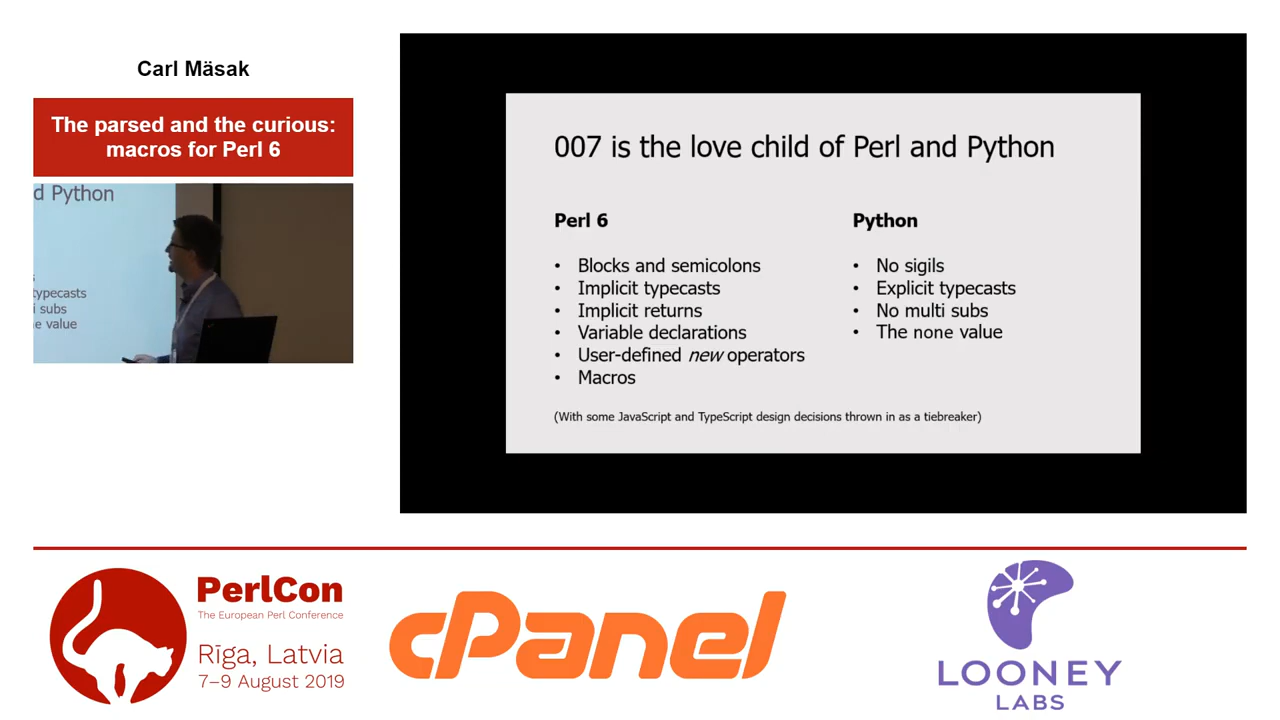 Carl Mäsak
The parsed and the curious:
macros for Perl 6
d Python
typecasts
i subs
e value
007 is the love child of Perl and Python
Perl 6
• Blocks and semicolons
• Implicit typecasts
• Implicit returns
• Variable declarations
• User-defined new operators
• Macros
Python
• No sigils
• Explicit typecasts
• No multi subs
• The none value
(With some JavaScript and TypeScript design decisions thrown in as a tiebreaker)
PerlCon
The European Perl Conference
Rīga, Latvia
7–9 August 2019
cPanel
LOONEY
LABS